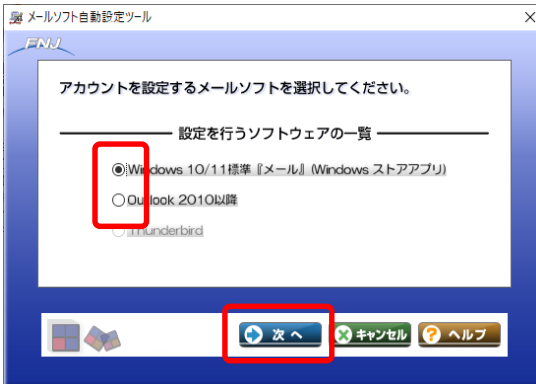 メールソフト自動設定ツール
FNJ
アカウントを設定するメールソフトを選択してください。
設定を行うソフトウェアの一覧
Windows 10/11標準『メール』(Windows ストアアプリ)
Outlook 2010以降
Thunderbird
次へ
キャンセル
ヘルプ